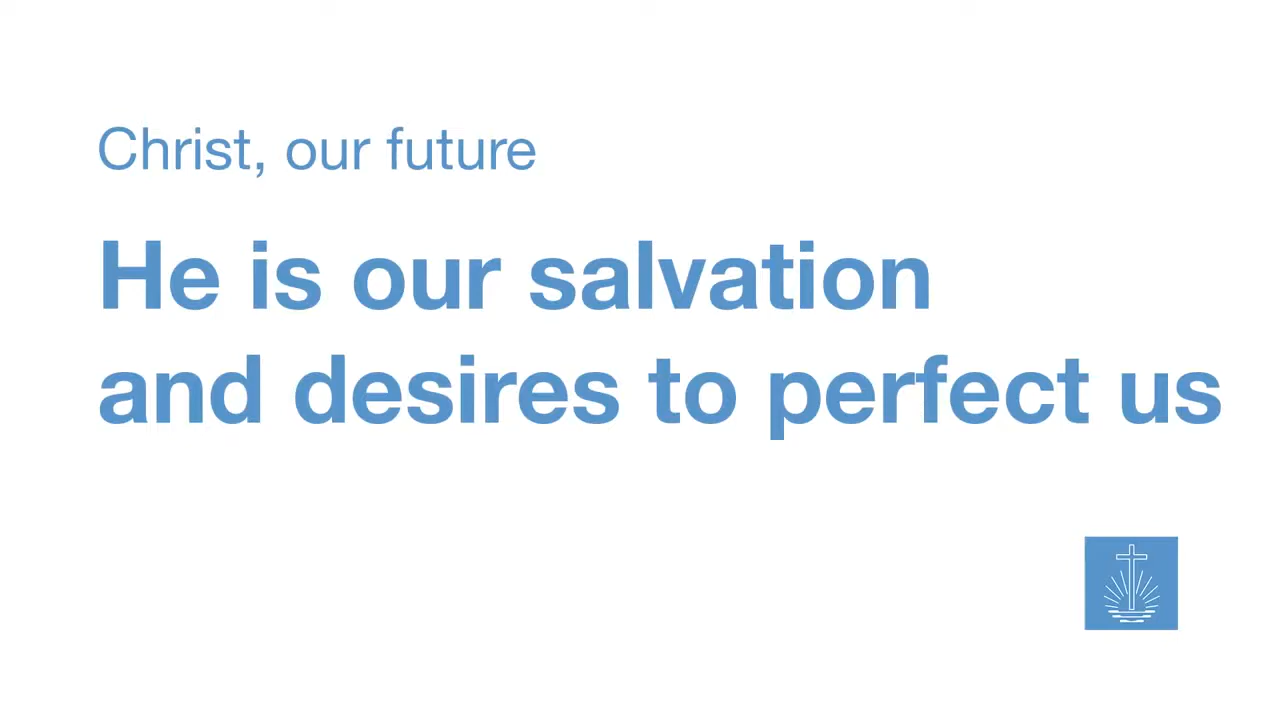 Christ, our future
He is our salvation
and desires to perfect us